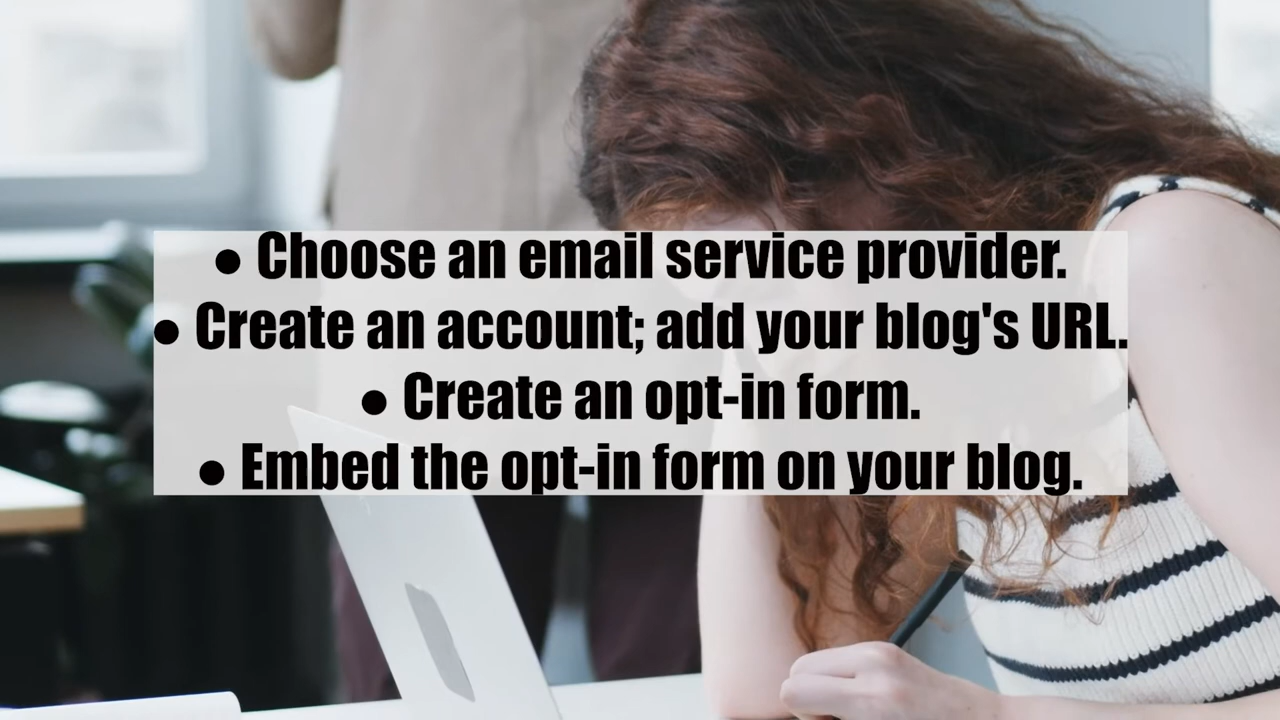 ● Choose an email service provider.
● Create an account; add your blog's URL.
● Create an opt-in form.
● Embed the opt-in form on your blog.